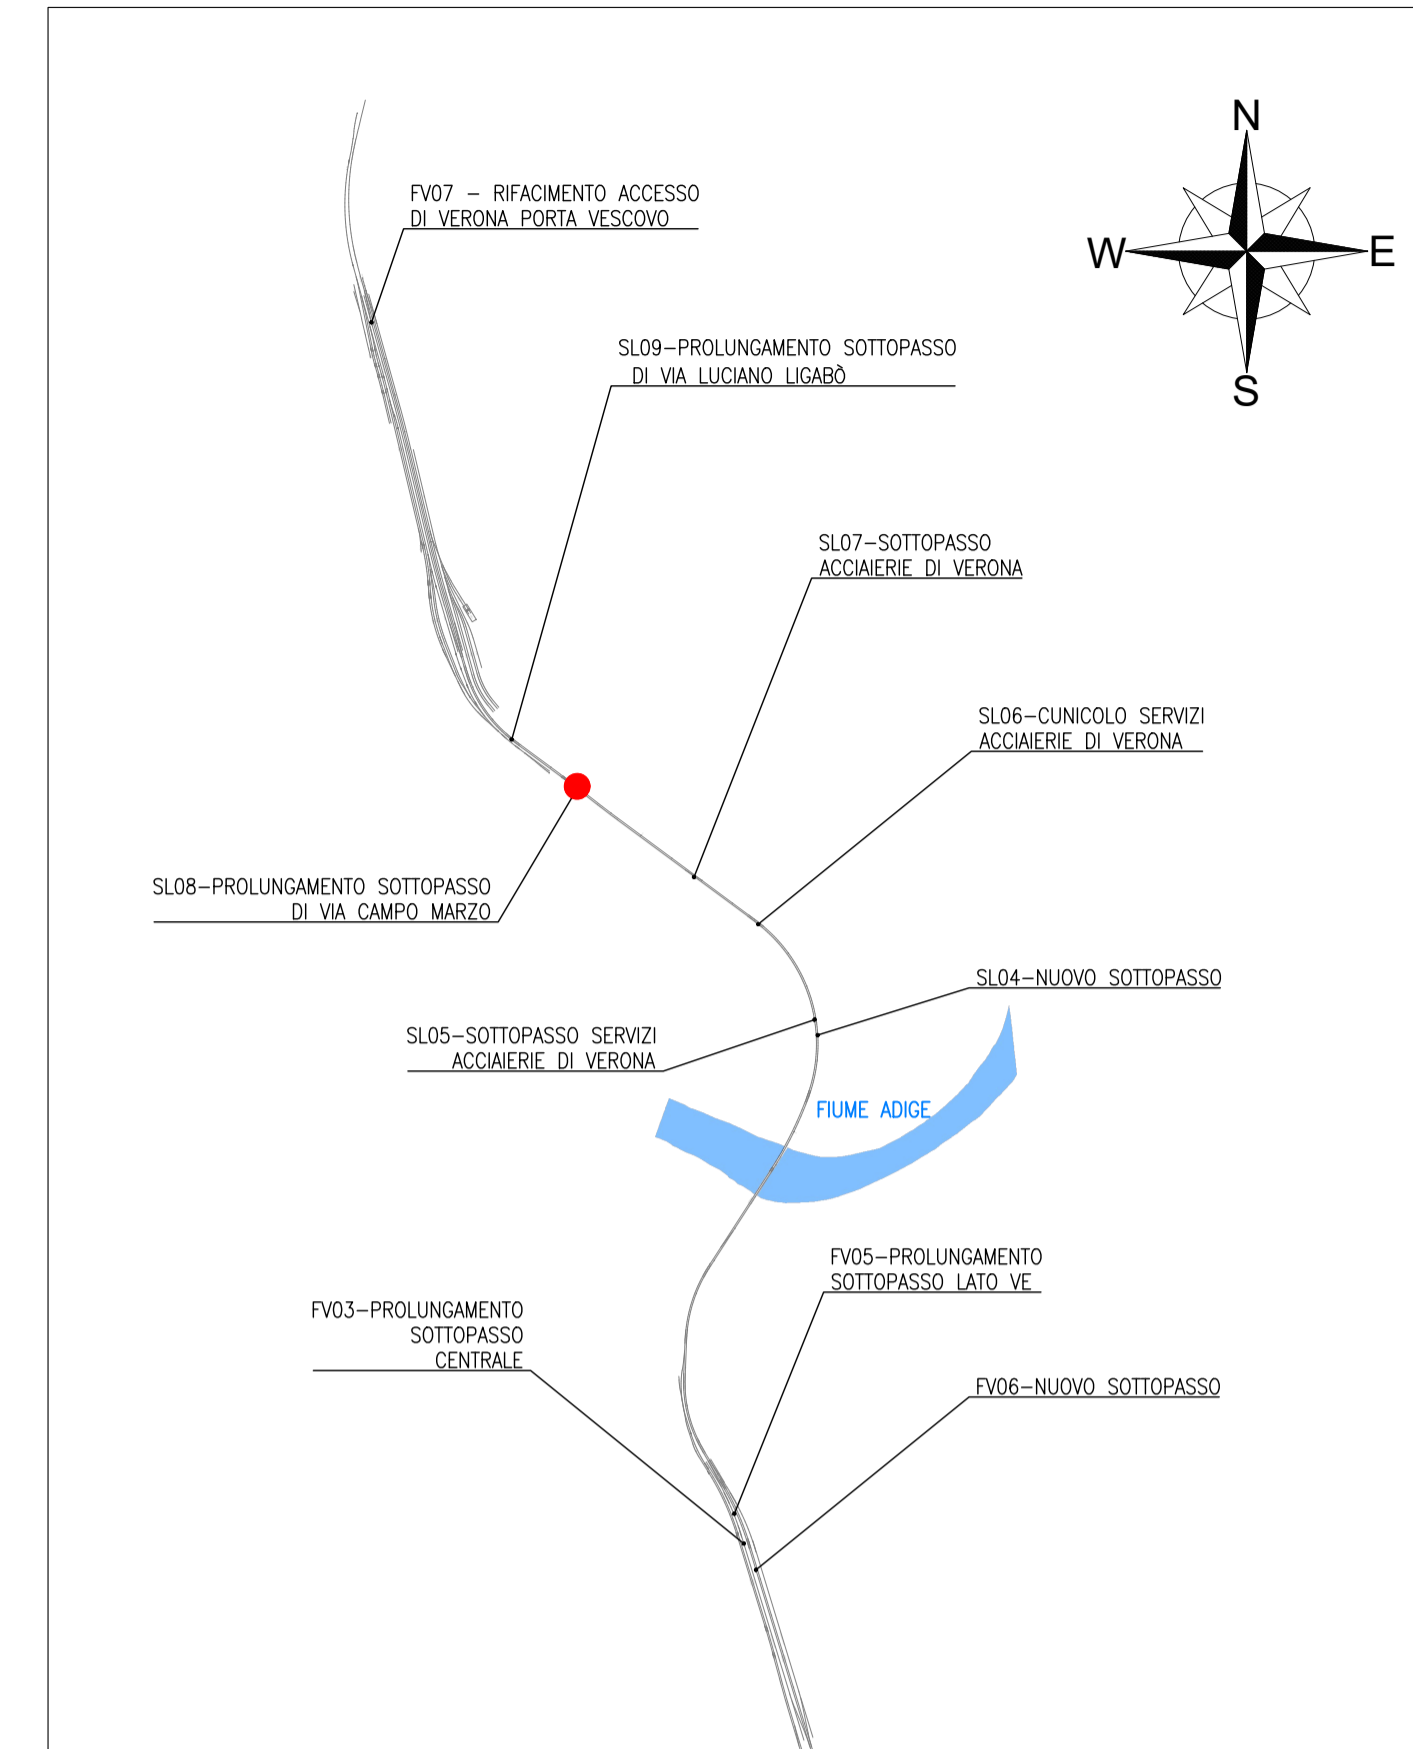 N
FV07 – RIFACIMENTO ACCESSO
DI VERONA PORTA VESCOVO
W
E
SL09–PROLUNGAMENTO SOTTOPASSO
DI VIA LUCIANO LIGABÒ
S
SL07–SOTTOPASSO
ACCIAIERIE DI VERONA
SL06–CUNICOLO SERVIZI
ACCIAIERIE DI VERONA
SL08–PROLUNGAMENTO SOTTOPASSO
DI VIA CAMPO MARZO
SL04–NUOVO SOTTOPASSO
SL05–SOTTOPASSO SERVIZI
ACCIAIERIE DI VERONA
FIUME ADIGE
FV05–PROLUNGAMENTO
SOTTOPASSO LATO VE
FV03–PROLUNGAMENTO
SOTTOPASSO
CENTRALE
FV06–NUOVO SOTTOPASSO